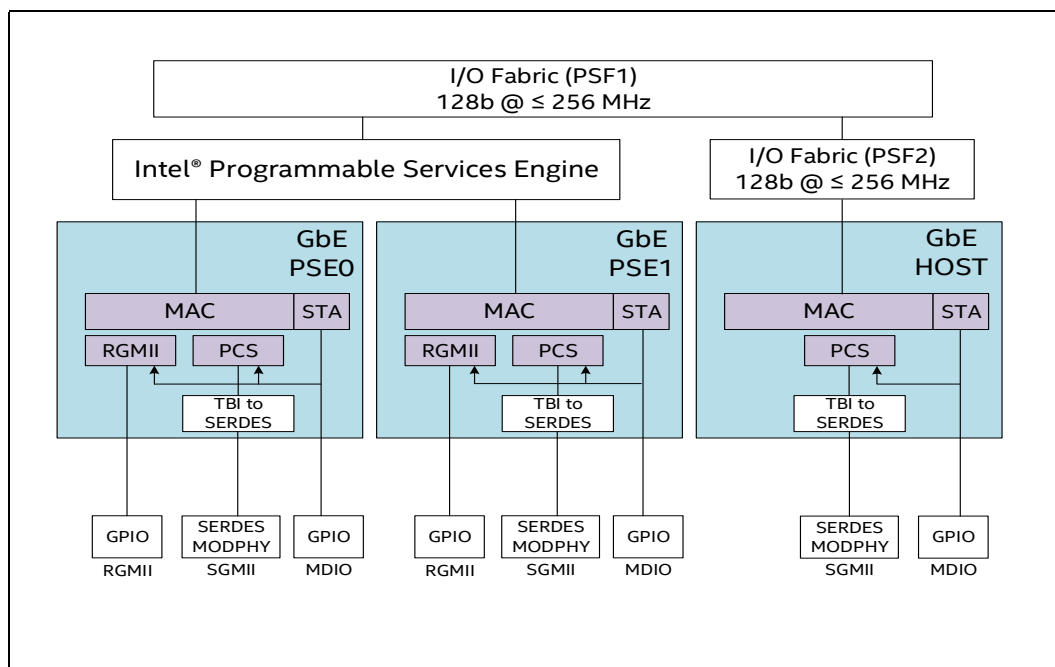 I/O Fabric (PSF1)
128b @ ≤ 256 MHz
Intel® Programmable Services Engine
I/O Fabric (PSF2)
128b @ ≤ 256 MHz
GbE
PSE0
MAC
STA
RGMII
PCS
TBI to
SERDES
GPIO
RGMII
SERDES
MODPHY
SGMII
GPIO
MDIO
GbE
PSE1
MAC
STA
RGMII
PCS
TBI to
SERDES
GPIO
RGMII
SERDES
MODPHY
SGMII
GPIO
MDIO
GbE
HOST
MAC
STA
PCS
TBI to
SERDES
SERDES
MODPHY
SGMII
GPIO
MDIO